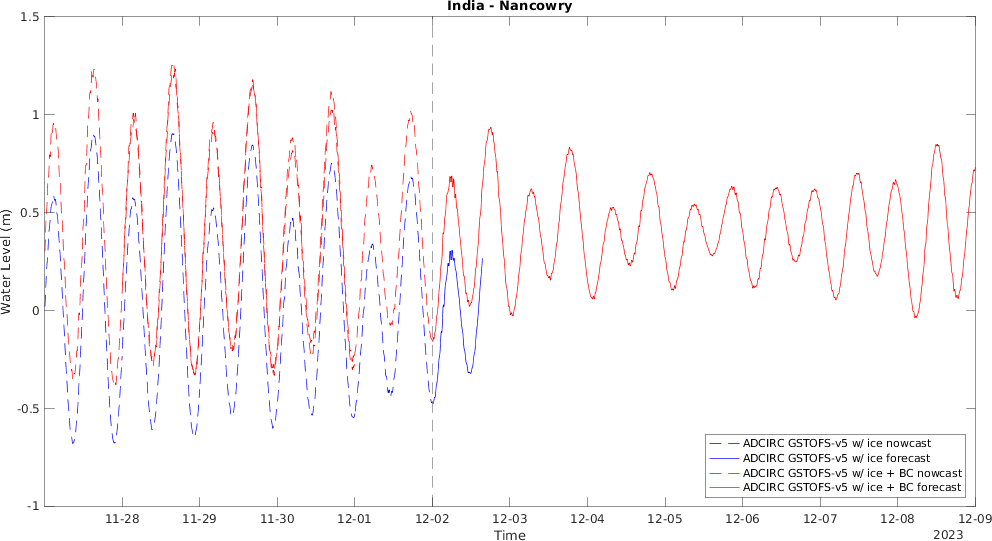 India - Nancowry
Water Level (m)
1.5
1
0.5
0
-0.5
-1
11-28
11-29
11-30
12-01
12-02
12-03
12-04
12-05
12-06
12-07
12-08
12-09
Time
2023
ADCIRC GSTOFS-v5 w/ ice nowcast
ADCIRC GSTOFS-v5 w/ ice forecast
ADCIRC GSTOFS-v5 w/ ice + BC nowcast
ADCIRC GSTOFS-v5 w/ ice + BC forecast